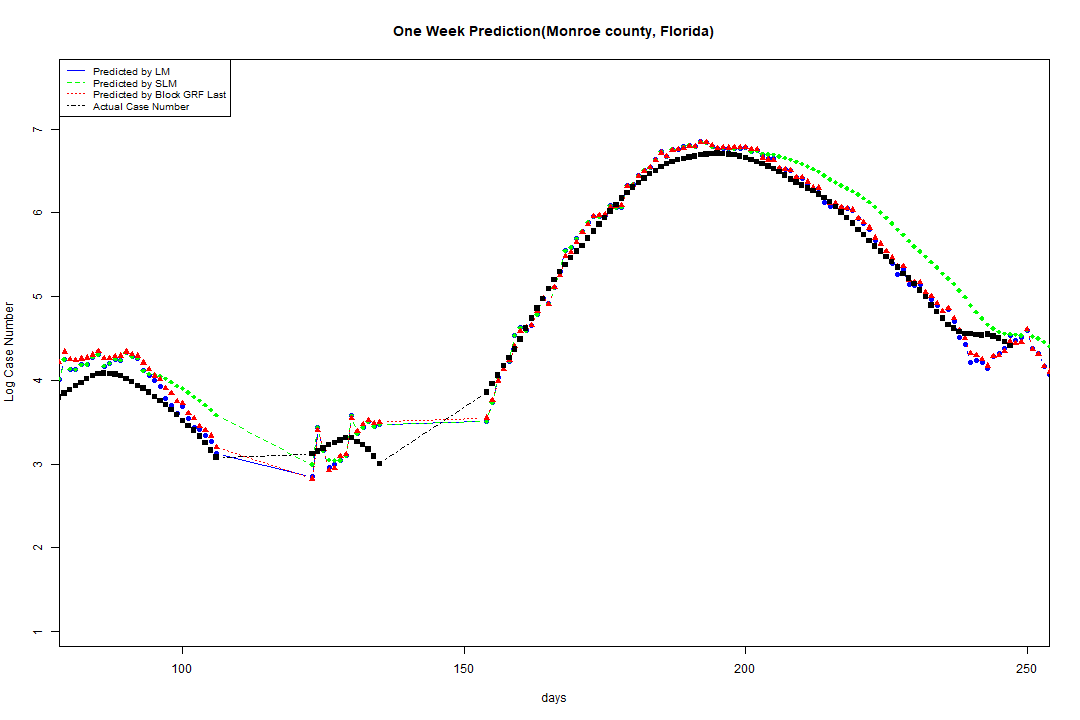 One Week Prediction(Monroe county, Florida)
Predicted by LM
Predicted by SLM
Predicted by Block GRF Last
Actual Case Number
7
6
5
4
3
2
1
Log Case Number
100
150
200
250
days